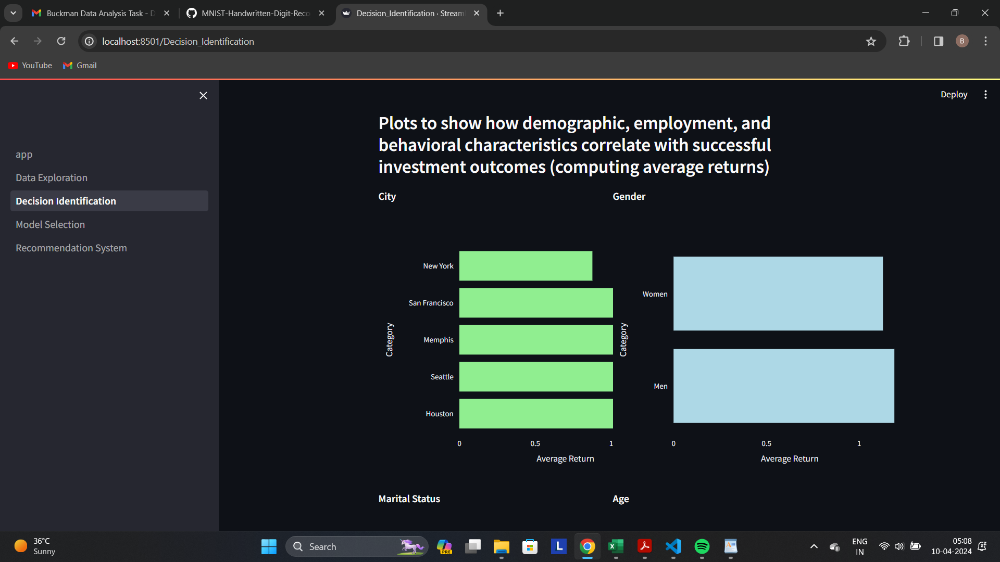 Buckman Data Analysis Task - D
MNIST-Handwritten-Digit-Reco
Decision_Identification · Stream
localhost:8501/Decision_Identification
B
YouTube
Gmail
Deploy
app
Data Exploration
Decision Identification
Model Selection
Recommendation System
Plots to show how demographic, employment, and
behavioral characteristics correlate with successful
investment outcomes (computing average returns)
City
Category
New York
San Francisco
Memphis
Seattle
Houston
0 0.5 1
Average Return
Gender
Category
Women
Men
0 0.5 1
Average Return
Marital Status
Age
36°C
Sunny
Search
PRE
L
ENG
IN
05:08
10-04-2024